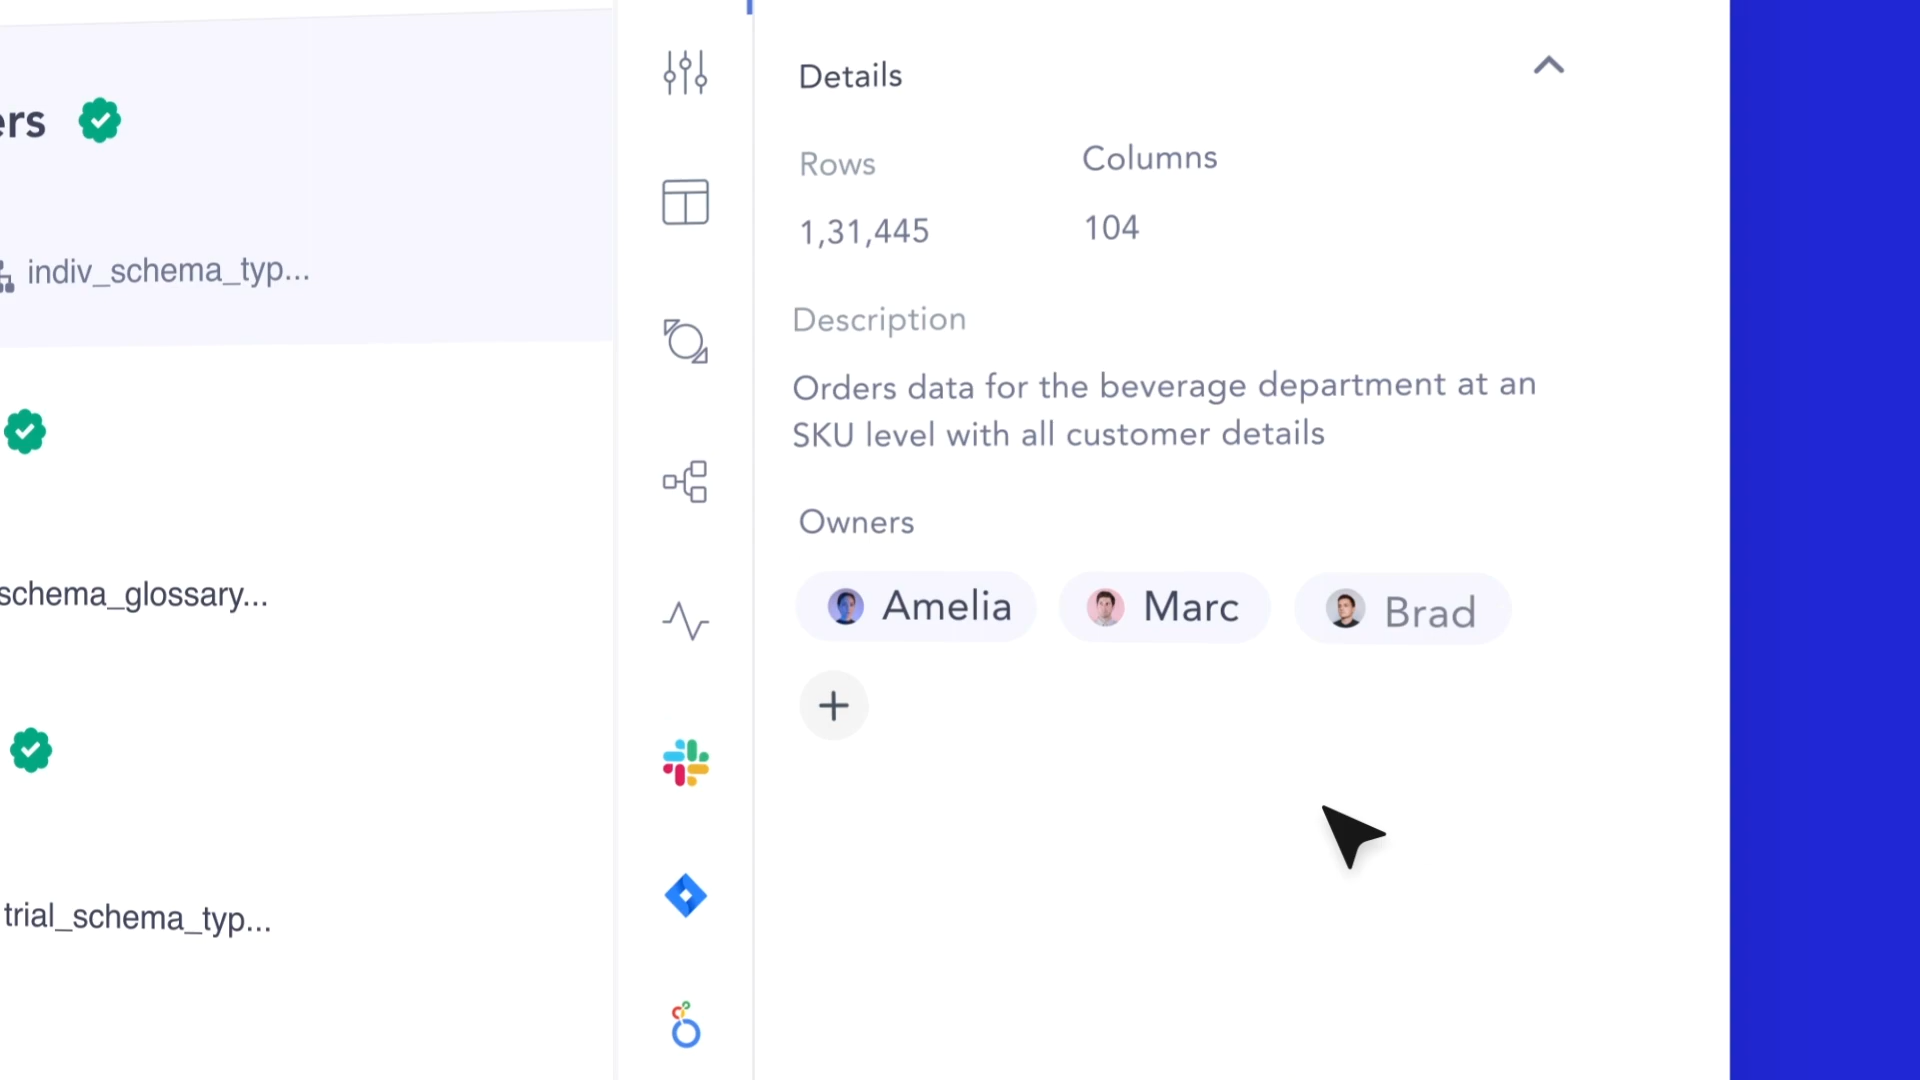 ers
indiv_schema_typ...
schema_glossary...
trial_schema_typ...
Details
Rows Columns
1,31,445 104
Description
Orders data for the beverage department at an
SKU level with all customer details
Owners
Amelia Marc Brad